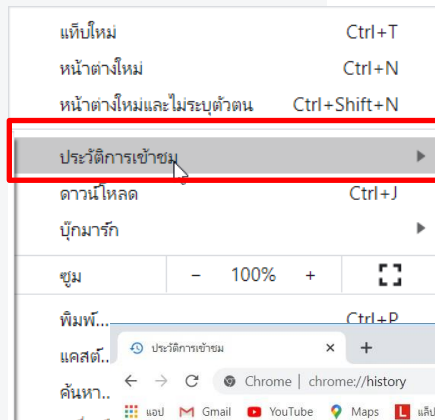 แท็บใหม่ Ctrl+T
หน้าต่างใหม่ Ctrl+N
หน้าต่างใหม่และไม่ระบุตัวตน Ctrl+Shift+N
ประวัติการเข้าชม
ดาวน์โหลด Ctrl+J
บุ๊กมาร์ก
ซูม - 100% +
พิมพ์... Ctrl+P
แคสต์..
ค้นหา..
ประวัติการเข้าชม × +
Chrome | chrome://history
แอป Gmail YouTube Maps